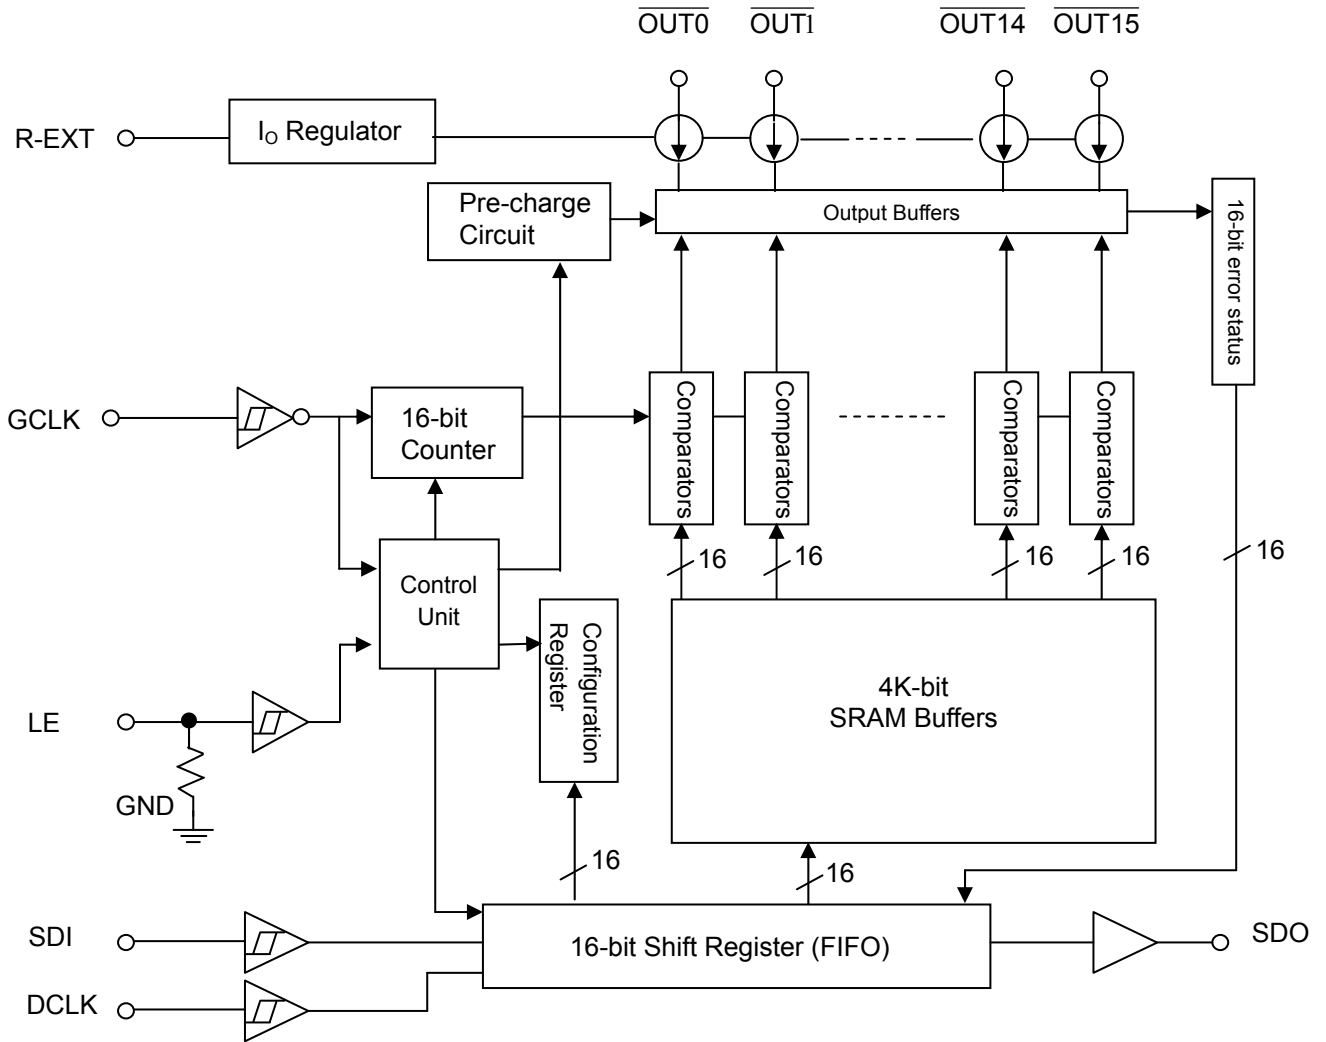 OUT0 OUT1 OUT14 OUT15
R-EXT
IO Regulator
Pre-charge
Circuit
Output Buffers
16-bit error status
GCLK
16-bit
Counter
Comparators
Comparators
Comparators
Comparators
16
16
16
16
16
Control
Unit
Configuration
Register
4K-bit
SRAM Buffers
LE
GND
16
16
SDI
16-bit Shift Register (FIFO)
SDO
DCLK